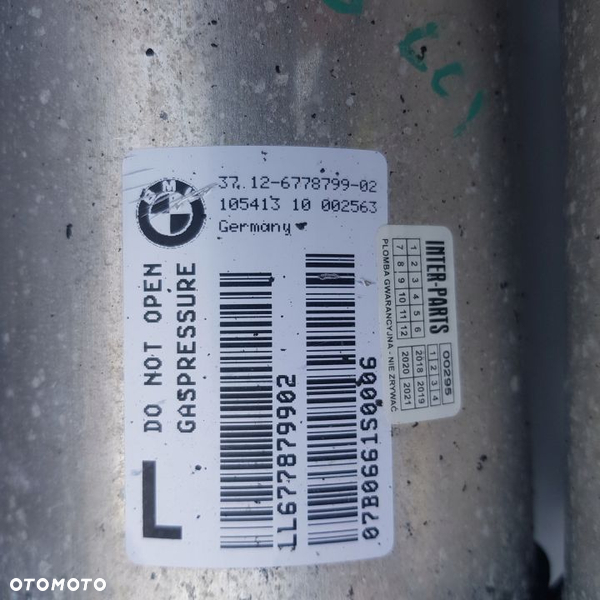 BMW
37.12-6778799-02
105413 10 002563
Germany
DO NOT OPEN
GASPRESSURE
L
1L677879902
07B0661S0006
INTER-PARTS
00295
1 2 3 4 5 6
7 8 9 10 11 12
1 2 3 4
2018 2019
2020 2021
PLOMBA GWARANCYJNA - NIE ZRYWAĆ
OTOMOTO